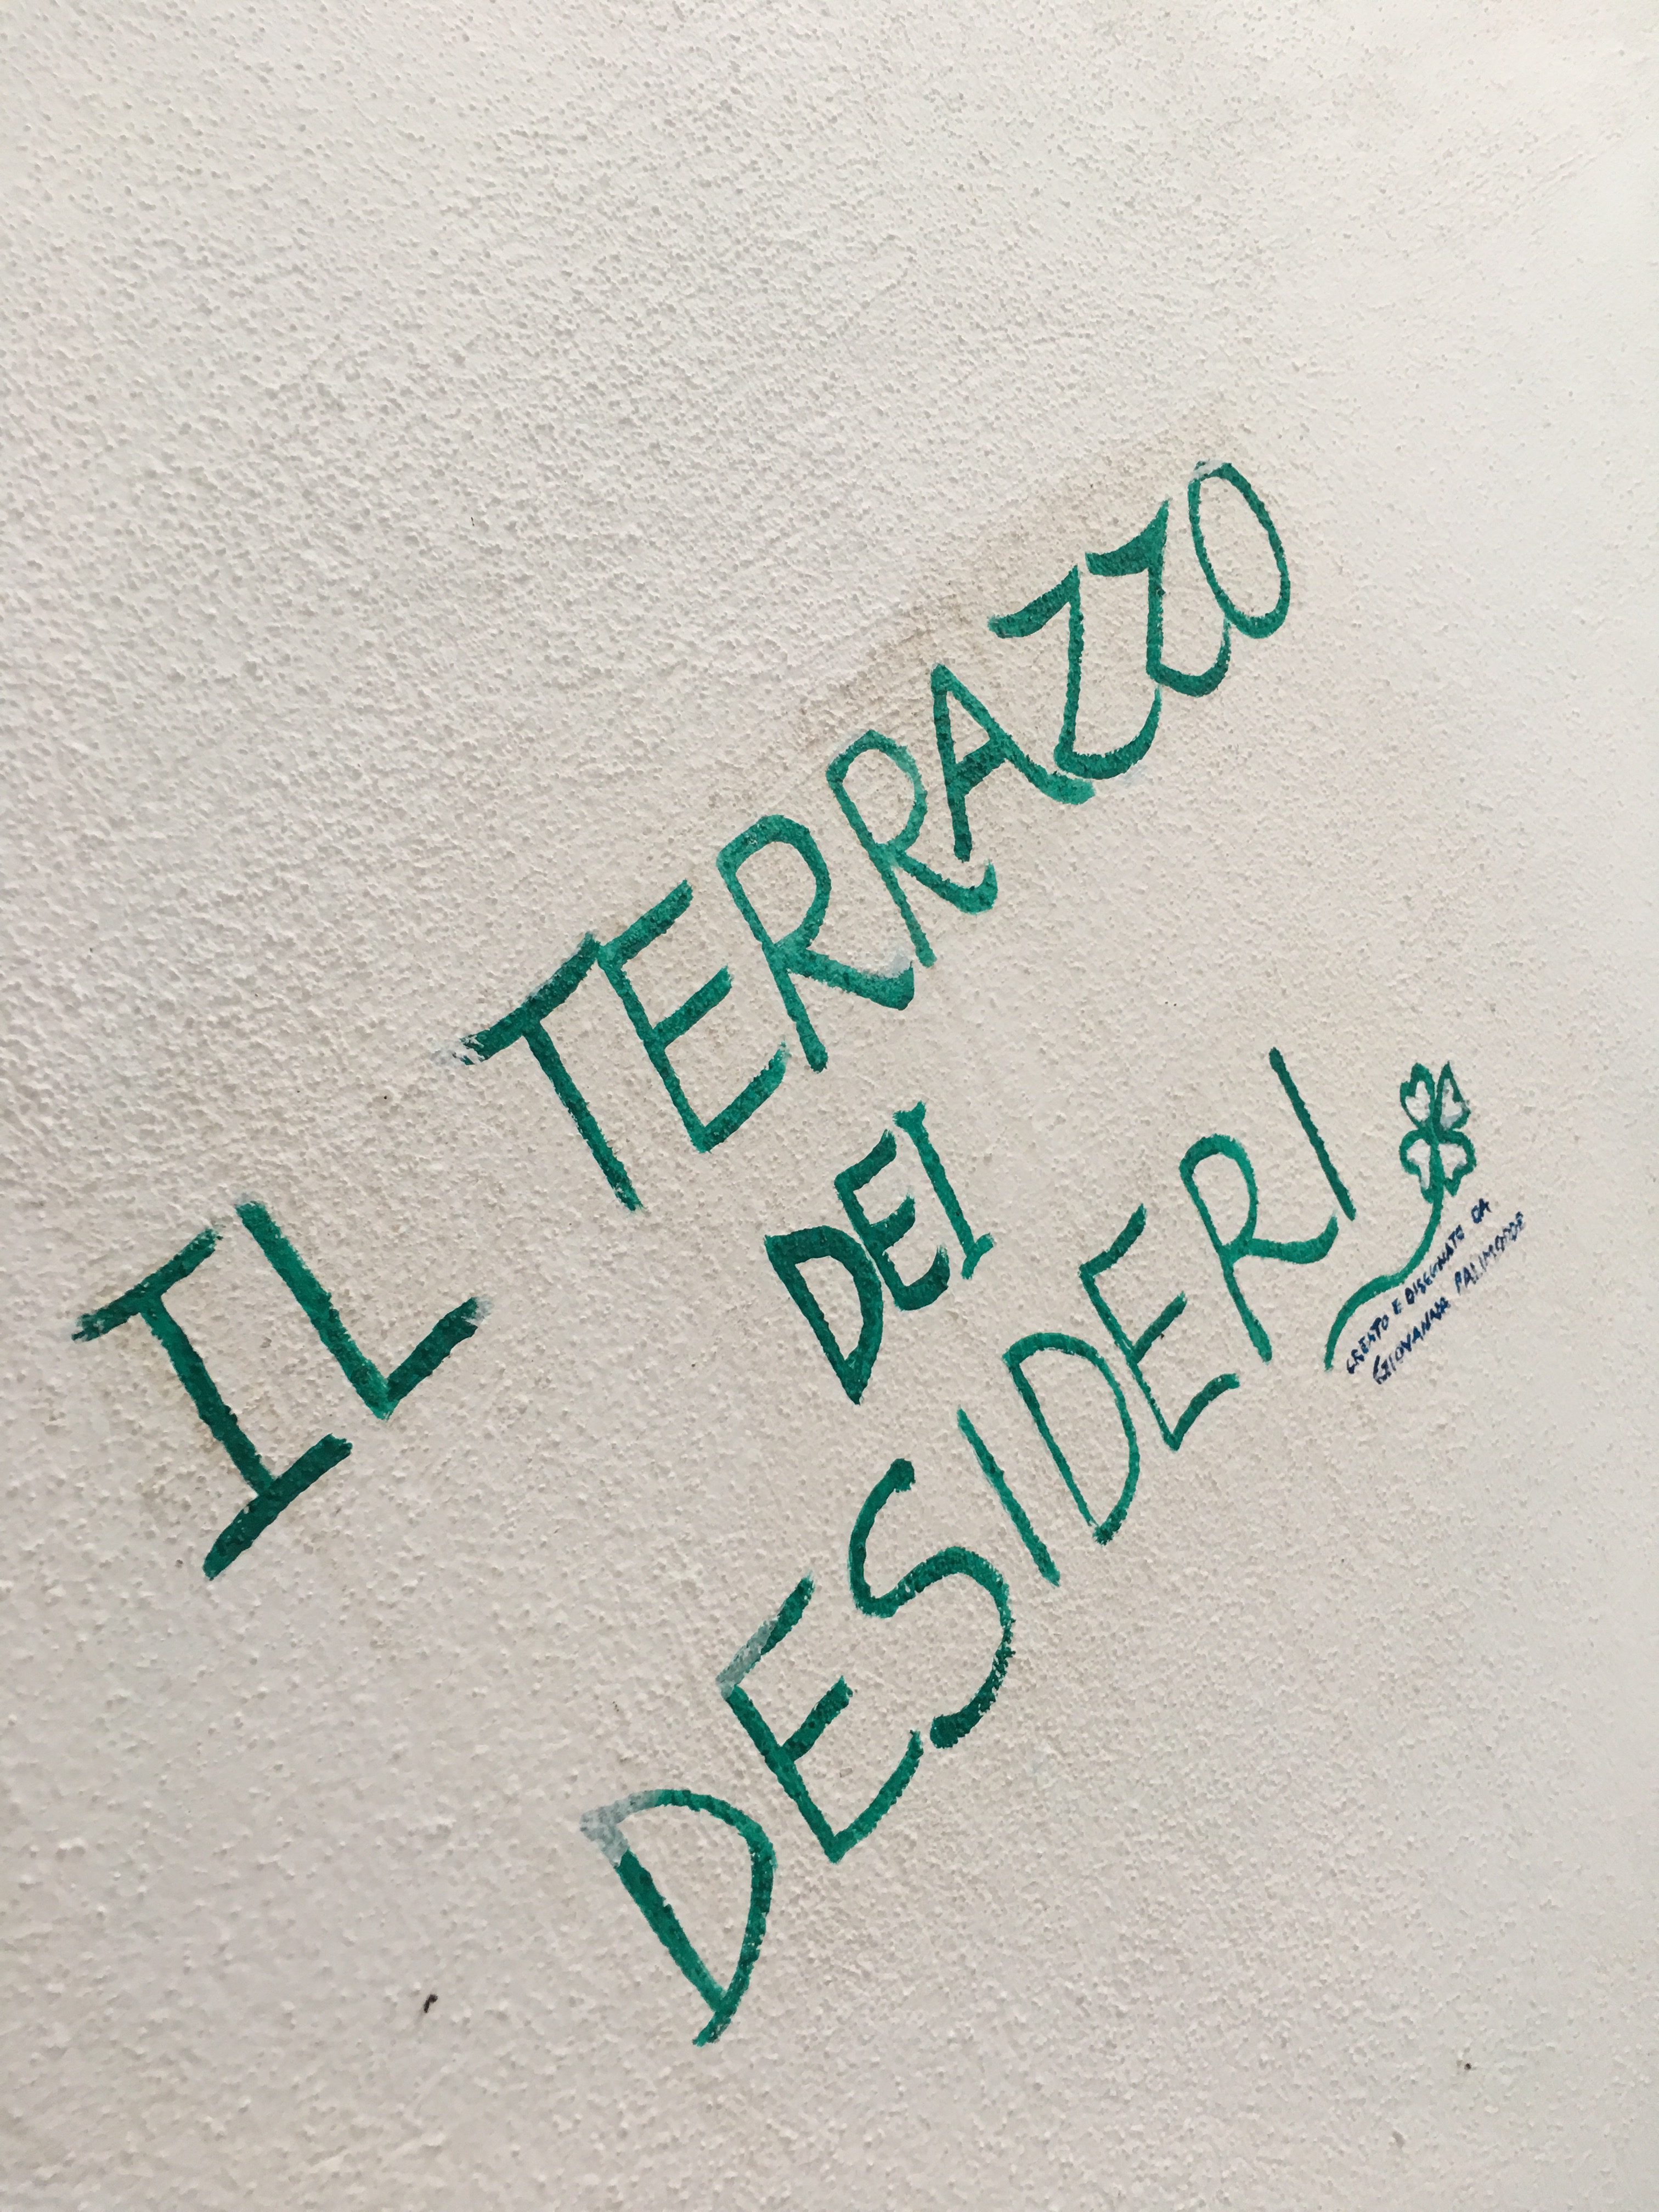 IL TERRAZZO
DEI
DESIDERI
CREATO E DISEGNATO DA
GIOVANNA